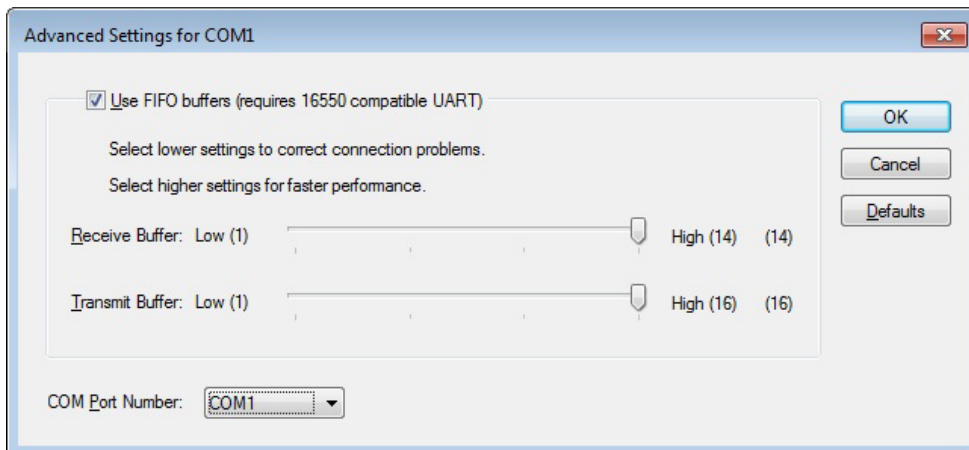 Advanced Settings for COM1
Use FIFO buffers (requires 16550 compatible UART)
OK
Select lower settings to correct connection problems.
Cancel
Select higher settings for faster performance.
Defaults
Receive Buffer: Low (1) High (14) (14)
Transmit Buffer: Low (1) High (16) (16)
COM Port Number: COM1